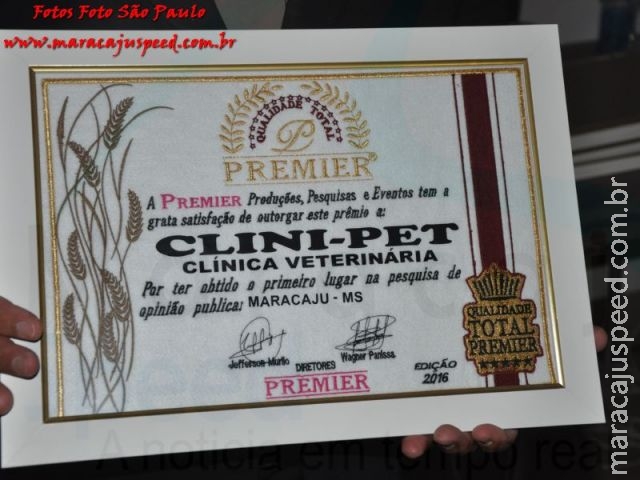 Fotos Foto São Paulo
www.maracajuspeed.com.br
QUALIDADE TOTAL
P
PREMIER®
A PREMIER Produções, Pesquisas e Eventos tem a
grata satisfação de outorgar este prêmio a:
CLINI-PET
CLÍNICA VETERINÁRIA
Por ter obtido o primeiro lugar na pesquisa de
opinião publica: MARACAJU - MS
Jefferson Murilo
DIRETORES
Wagner Parissa
PREMIER
EDIÇÃO
2016
QUALIDADE
TOTAL
PREMIER
maracajuspeed.com.br
A noticia em tempo rea